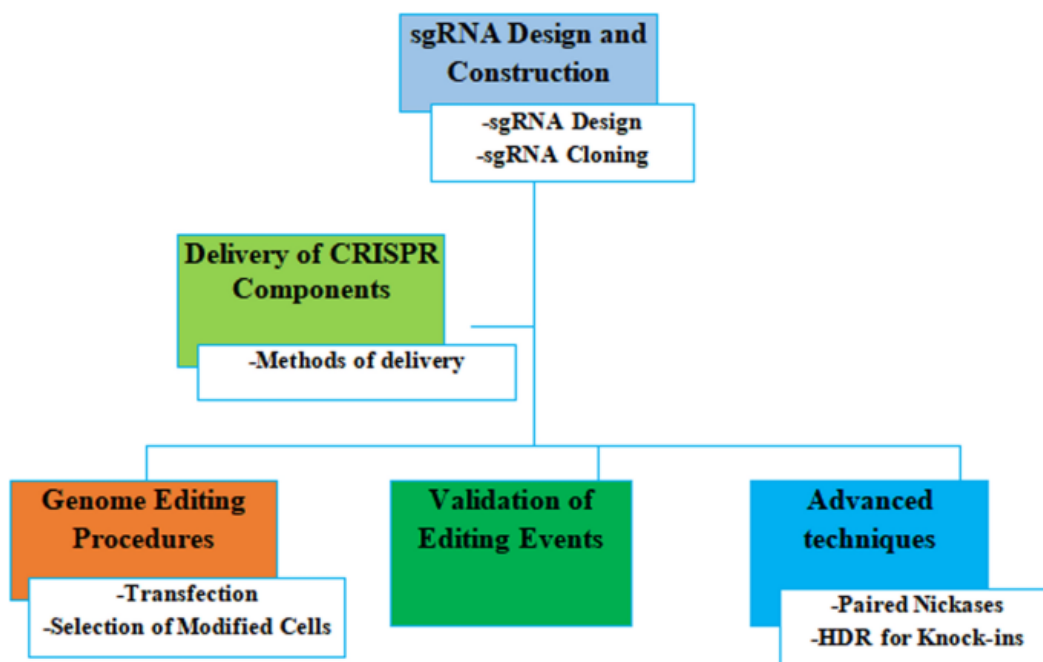 sgRNA Design and
Construction
-sgRNA Design
-sgRNA Cloning
Delivery of CRISPR
Components
-Methods of delivery
Genome Editing
Procedures
-Transfection
-Selection of Modified Cells
Validation of
Editing Events
Advanced
techniques
-Paired Nickases
-HDR for Knock-ins